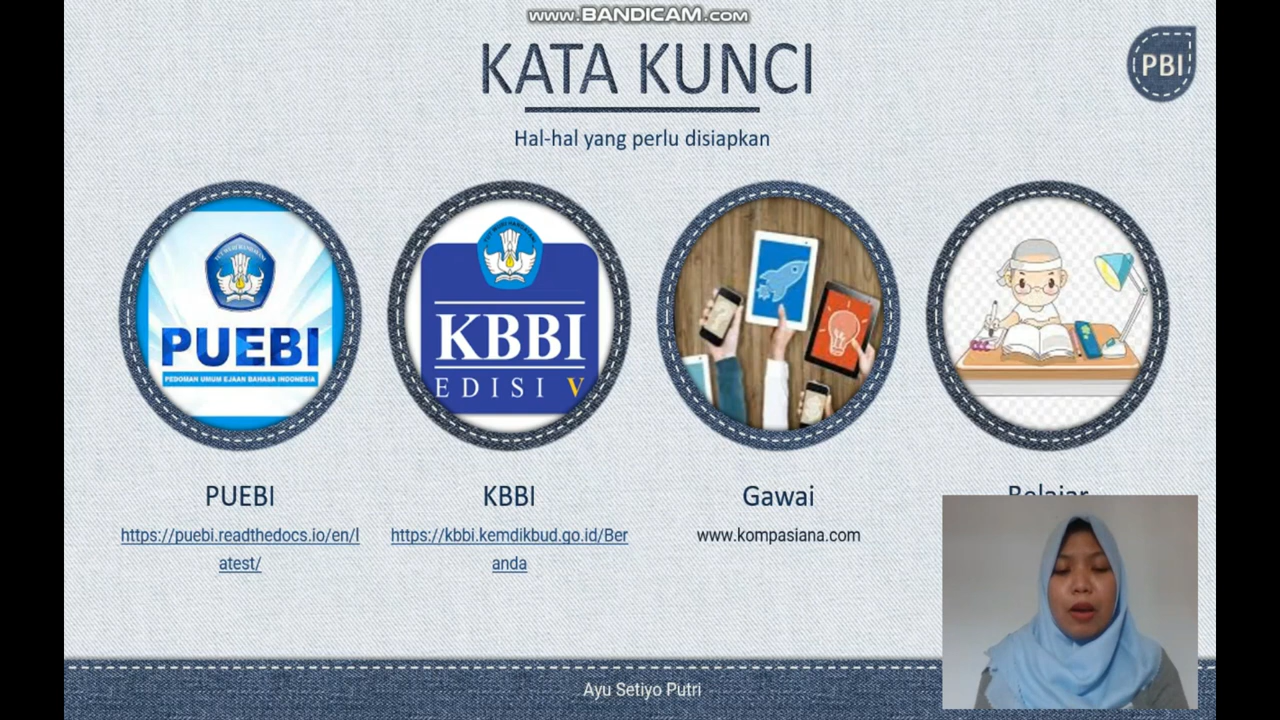 WWW.BANDICAM.COM
KATA KUNCI
PBI
Hal-hal yang perlu disiapkan
PUEBI
PEDOMAN UMUM EJAAN BAHASA INDONESIA
KBBI
EDISI V
PUEBI
KBBI
Gawai
Belajar
https://puebi.readthedocs.io/en/l
atest/
https://kbbi.kemdikbud.go.id/Ber
anda
www.kompasiana.com
Ayu Setiyo Putri